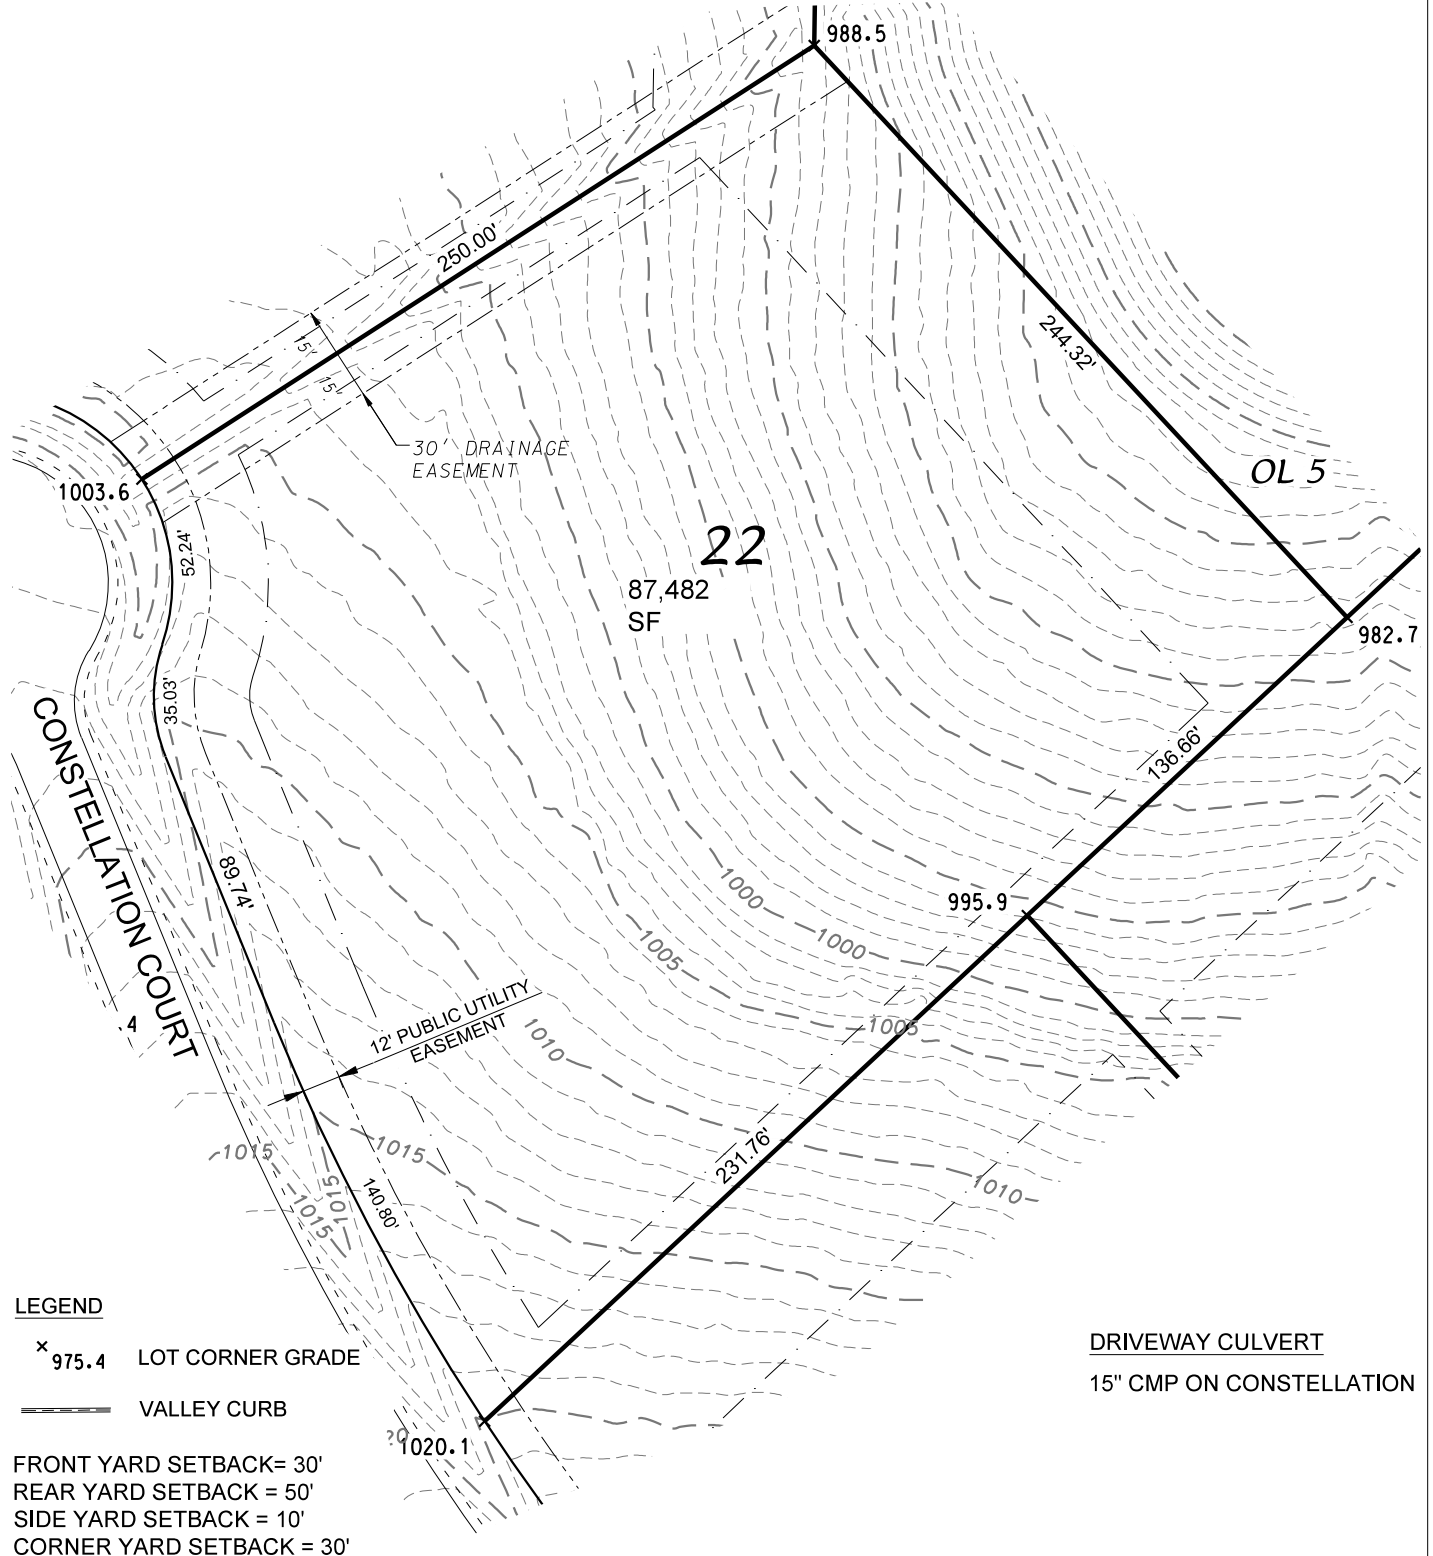 988.5
250.00'
15'
15'
30' DRAINAGE
EASEMENT
1003.6
52.24'
35.03'
244.32'
OL 5
22
87,482
SF
982.7
136.66'
CONSTELLATION COURT
89.74'
1000
995.9
1005
1000
1005
.4
12' PUBLIC UTILITY
EASEMENT
1010
1015
1015
1015
1015
140.80'
231.76'
1010
20
1020.1
LEGEND
× 975.4 LOT CORNER GRADE
VALLEY CURB
FRONT YARD SETBACK= 30'
REAR YARD SETBACK = 50'
SIDE YARD SETBACK = 10'
CORNER YARD SETBACK = 30'
DRIVEWAY CULVERT
15" CMP ON CONSTELLATION